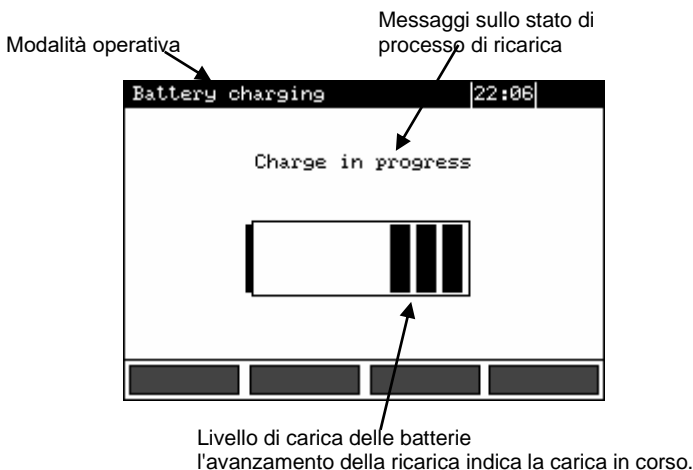 Messaggi sullo stato di
processo di ricarica
Modalità operativa
Battery charging 22:06
Charge in progress
Livello di carica delle batterie
l'avanzamento della ricarica indica la carica in corso.